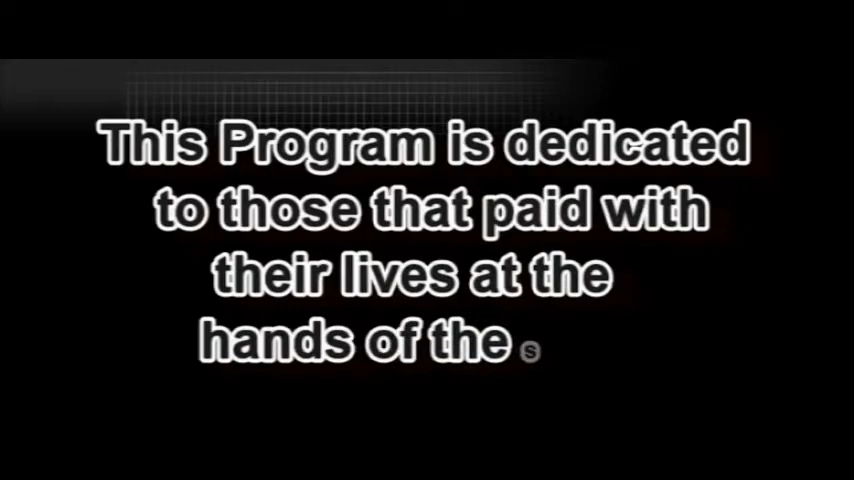 This Program is dedicated
to those that paid with
their lives at the
hands of the s